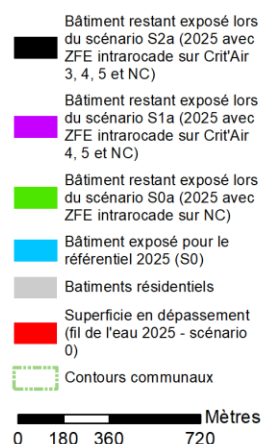 Bâtiment restant exposé lors
du scénario S2a (2025 avec
ZFE intrarocade sur Crit'Air
3, 4, 5 et NC)
Bâtiment restant exposé lors
du scénario S1a (2025 avec
ZFE intrarocade sur Crit'Air
4, 5 et NC)
Bâtiment restant exposé lors
du scénario S0a (2025 avec
ZFE intrarocade sur NC)
Bâtiment exposé pour le
référentiel 2025 (S0)
Batiments résidentiels
Superficie en dépassement
(fil de l'eau 2025 - scénario
0)
Contours communaux
Mètres
0 180 360 720